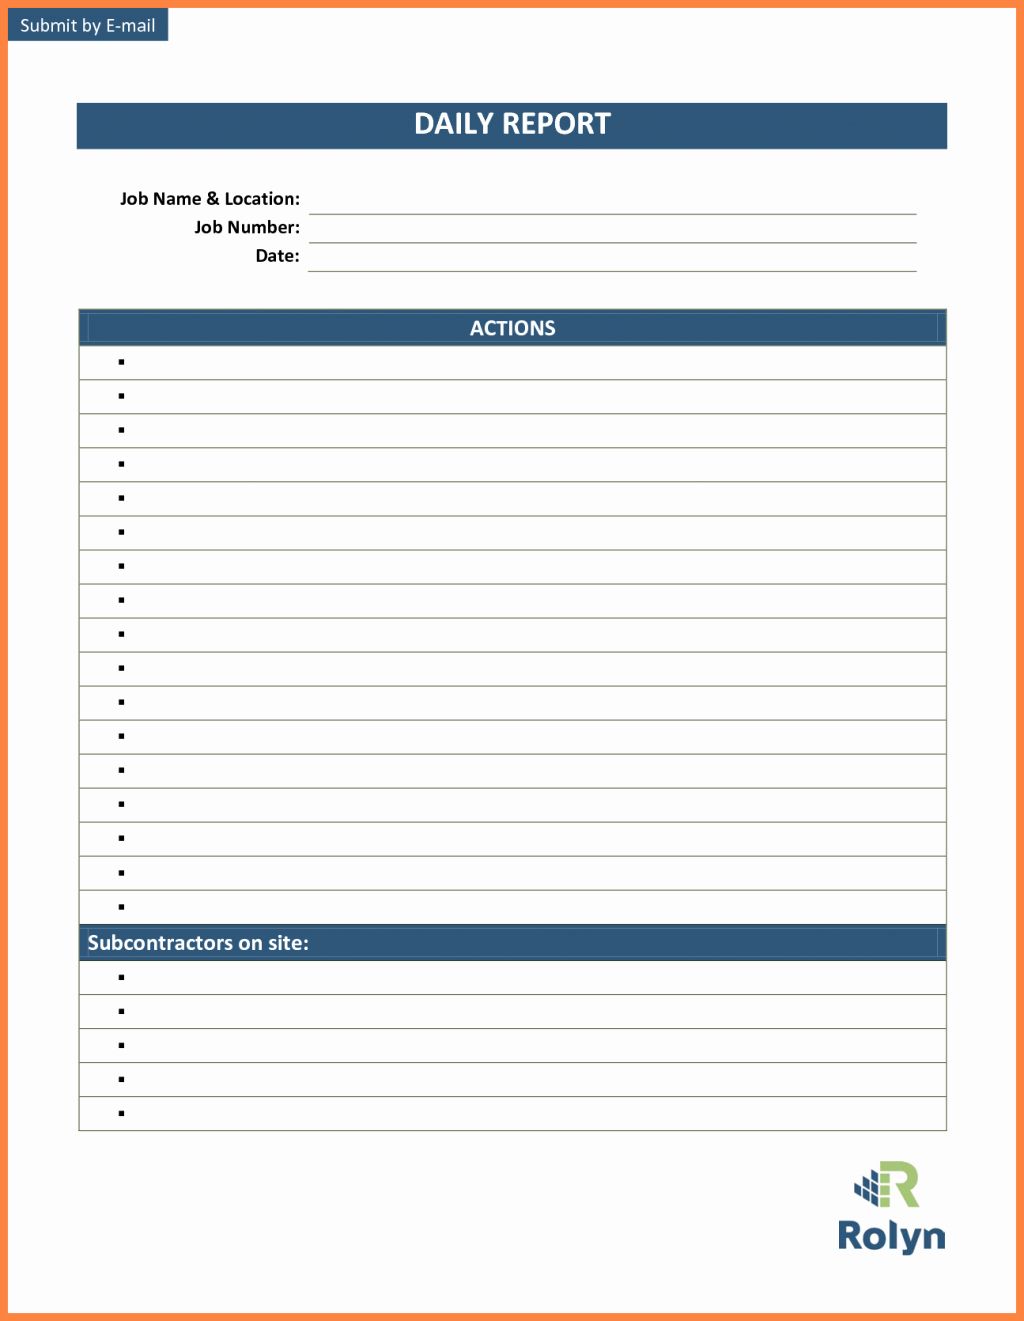 Submit by E-mail
DAILY REPORT
Job Name & Location:
Job Number:
Date:
ACTIONS
Subcontractors on site:
R
Rolyn